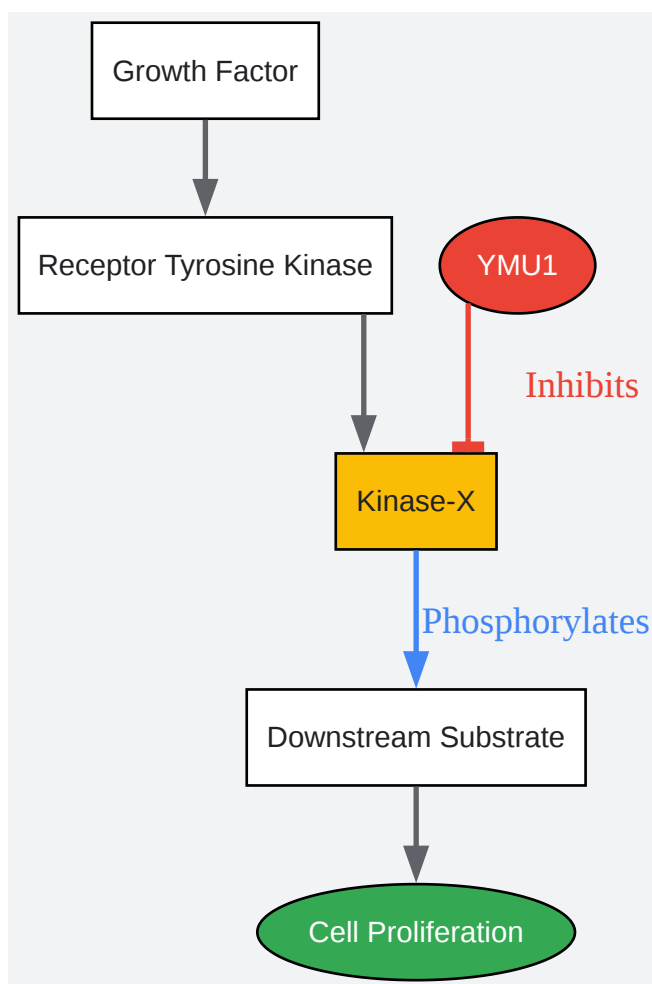 Growth Factor
Receptor Tyrosine Kinase
YMU1
Inhibits
Kinase-X
Phosphorylates
Downstream Substrate
Cell Proliferation